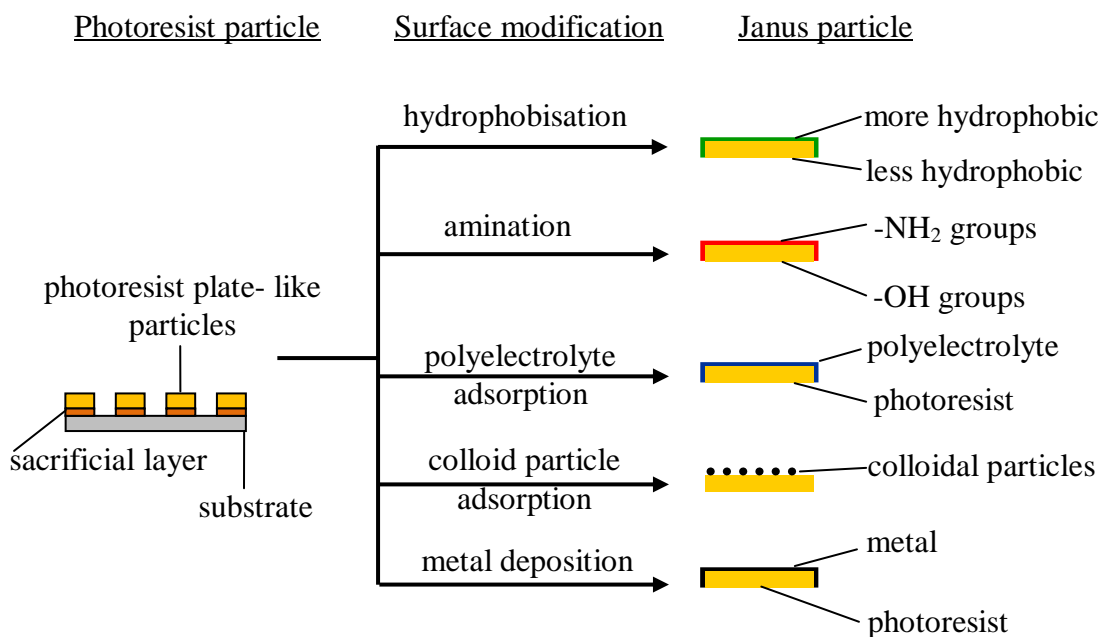 Photoresist particle
Surface modification
Janus particle
hydrophobisation
more hydrophobic
less hydrophobic
amination
-NH₂ groups
-OH groups
photoresist plate- like
particles
sacrificial layer
substrate
polyelectrolyte
adsorption
polyelectrolyte
photoresist
colloid particle
adsorption
colloidal particles
metal deposition
metal
photoresist